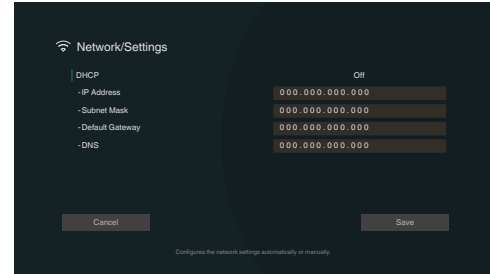 Network/Settings
DHCP Off
-IP Address 000.000.000.000
-Subnet Mask 000.000.000.000
-Default Gateway 000.000.000.000
-DNS 000.000.000.000
Cancel Save
Configures the network settings automatically or manually.